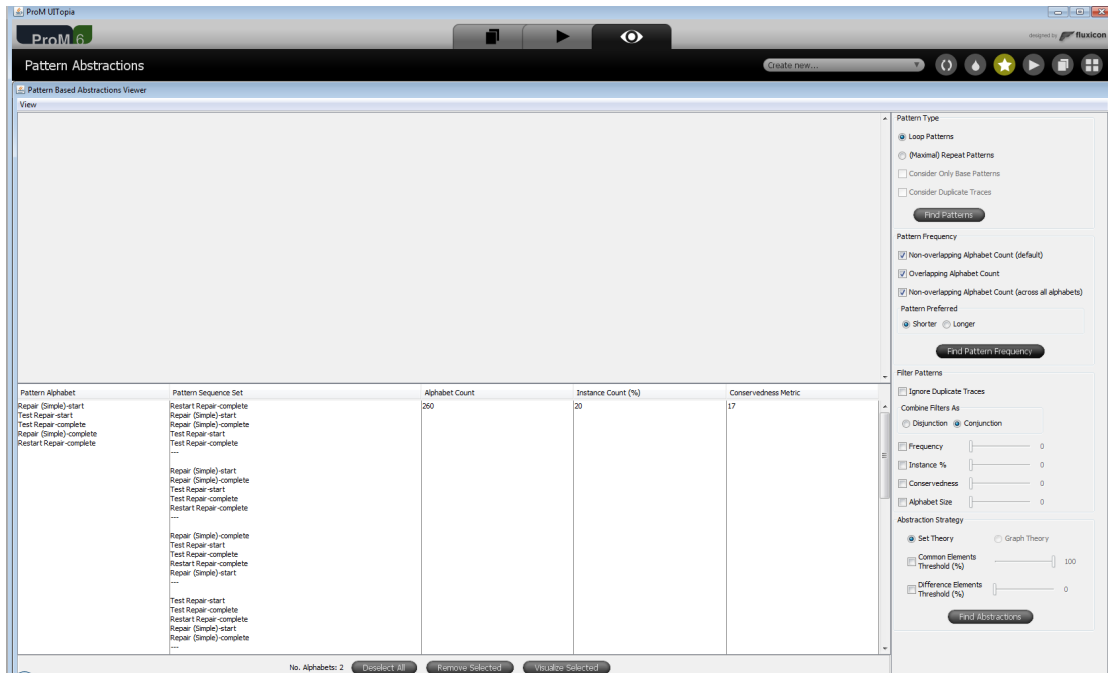 ProM UITopia
ProM 6
designed by fluxicon
Pattern Abstractions
Create new...
Pattern Based Abstractions Viewer
View
Pattern Type
Loop Patterns
(Maximal) Repeat Patterns
Consider Only Base Patterns
Consider Duplicate Traces
Find Patterns
Pattern Frequency
Non-overlapping Alphabet Count (default)
Overlapping Alphabet Count
Non-overlapping Alphabet Count (across all alphabets)
Pattern Preferred
Shorter Longer
Find Pattern Frequency
Filter Patterns
Ignore Duplicate Traces
Combine Filters As
Disjunction Conjunction
Frequency 0
Instance % 0
Conservedness 0
Alphabet Size 0
Abstraction Strategy
Set Theory Graph Theory
Common Elements
Threshold (%) 100
Difference Elements
Threshold (%) 0
Find Abstractions
Pattern Alphabet Pattern Sequence Set Alphabet Count Instance Count (%) Conservedness Metric
Repair (Simple)-start Restart Repair-complete 260 20 17
Test Repair-start Repair (Simple)-start
Test Repair-complete Repair (Simple)-complete
Repair (Simple)-complete Test Repair-start
Restart Repair-complete Test Repair-complete
---
Repair (Simple)-start
Repair (Simple)-complete
Test Repair-start
Test Repair-complete
Restart Repair-complete
---
Repair (Simple)-complete
Test Repair-start
Test Repair-complete
Restart Repair-complete
Repair (Simple)-start
---
Test Repair-start
Test Repair-complete
Restart Repair-complete
Repair (Simple)-start
Repair (Simple)-complete
---
No. Alphabets: 2 Deselect All Remove Selected Visualize Selected